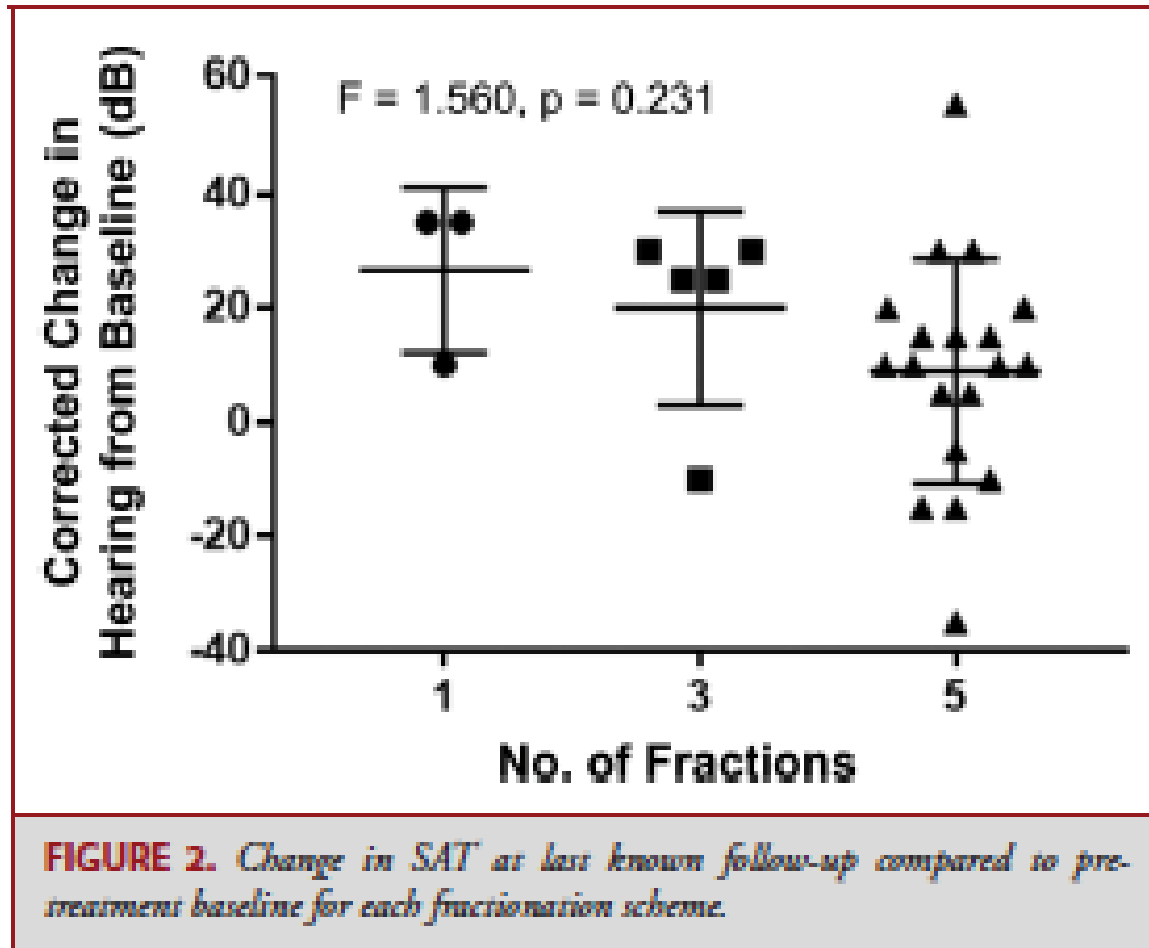 Corrected Change in
Hearing from Baseline (dB)
60
40
20
0
-20
-40
F = 1.560, p = 0.231
1
3
5
No. of Fractions
FIGURE 2. Change in SAT at last known follow-up compared to pre-
treatment baseline for each fractionation scheme.